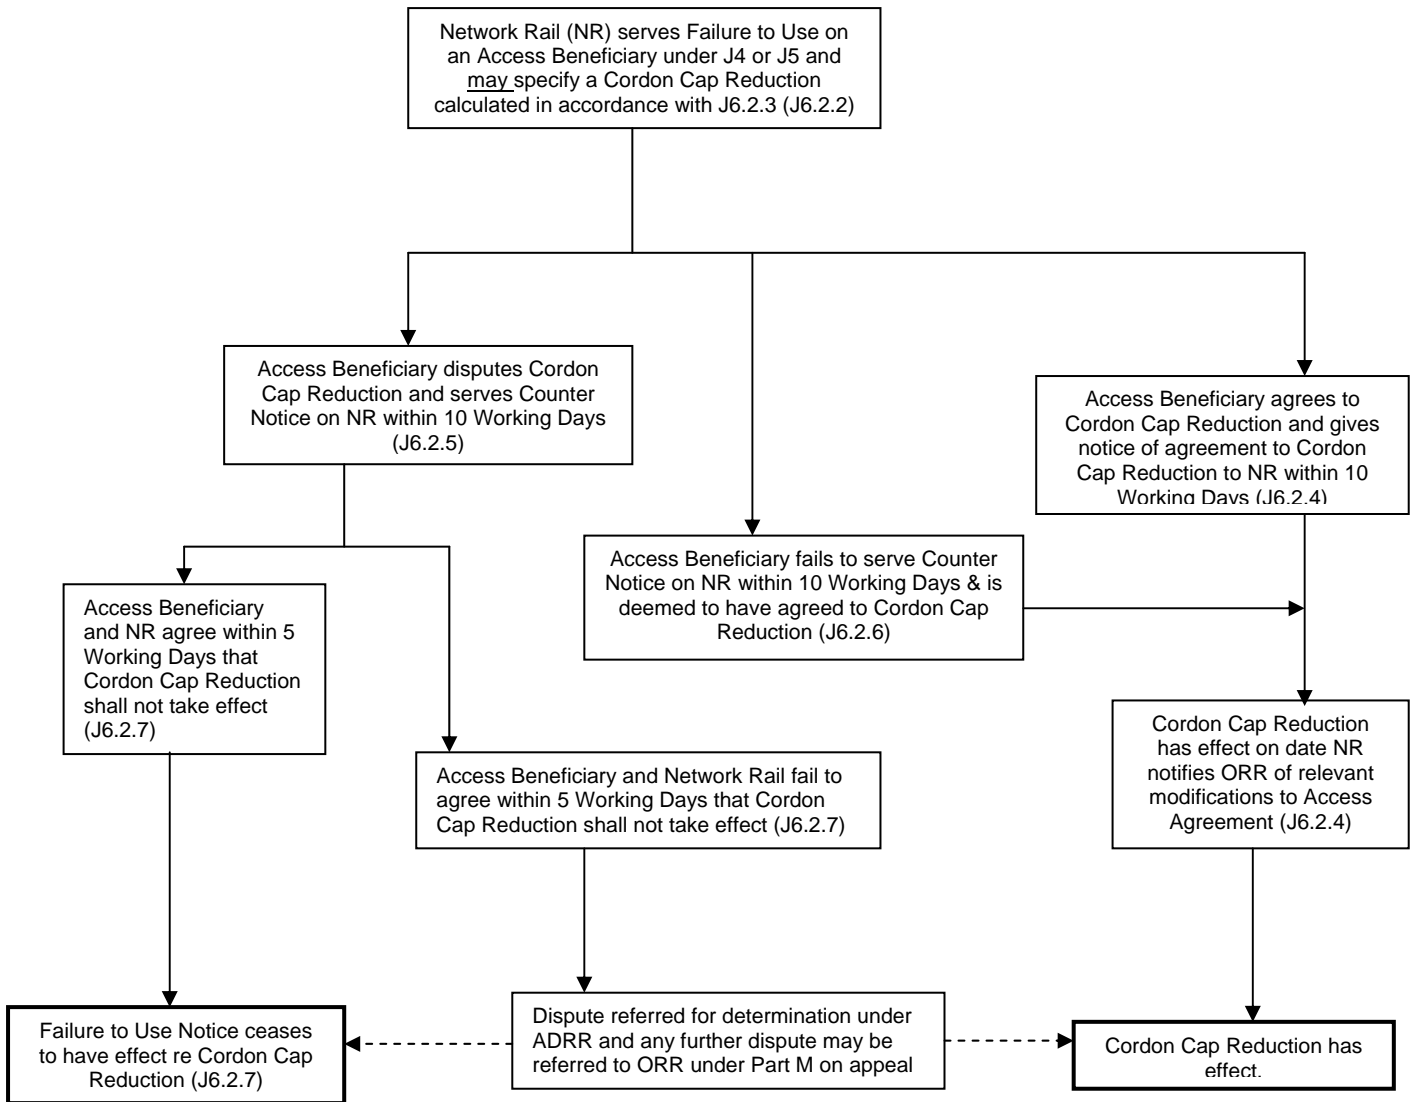 Network Rail (NR) serves Failure to Use on
an Access Beneficiary under J4 or J5 and
may specify a Cordon Cap Reduction
calculated in accordance with J6.2.3 (J6.2.2)
Access Beneficiary disputes Cordon
Cap Reduction and serves Counter
Notice on NR within 10 Working Days
(J6.2.5)
Access Beneficiary agrees to
Cordon Cap Reduction and gives
notice of agreement to Cordon
Cap Reduction to NR within 10
Working Days (J6.2.4)
Access Beneficiary fails to serve Counter
Notice on NR within 10 Working Days & is
deemed to have agreed to Cordon Cap
Reduction (J6.2.6)
Access Beneficiary
and NR agree within 5
Working Days that
Cordon Cap Reduction
shall not take effect
(J6.2.7)
Access Beneficiary and Network Rail fail to
agree within 5 Working Days that Cordon
Cap Reduction shall not take effect (J6.2.7)
Cordon Cap Reduction
has effect on date NR
notifies ORR of relevant
modifications to Access
Agreement (J6.2.4)
Failure to Use Notice ceases
to have effect re Cordon Cap
Reduction (J6.2.7)
Dispute referred for determination under
ADRR and any further dispute may be
referred to ORR under Part M on appeal
Cordon Cap Reduction has
effect.